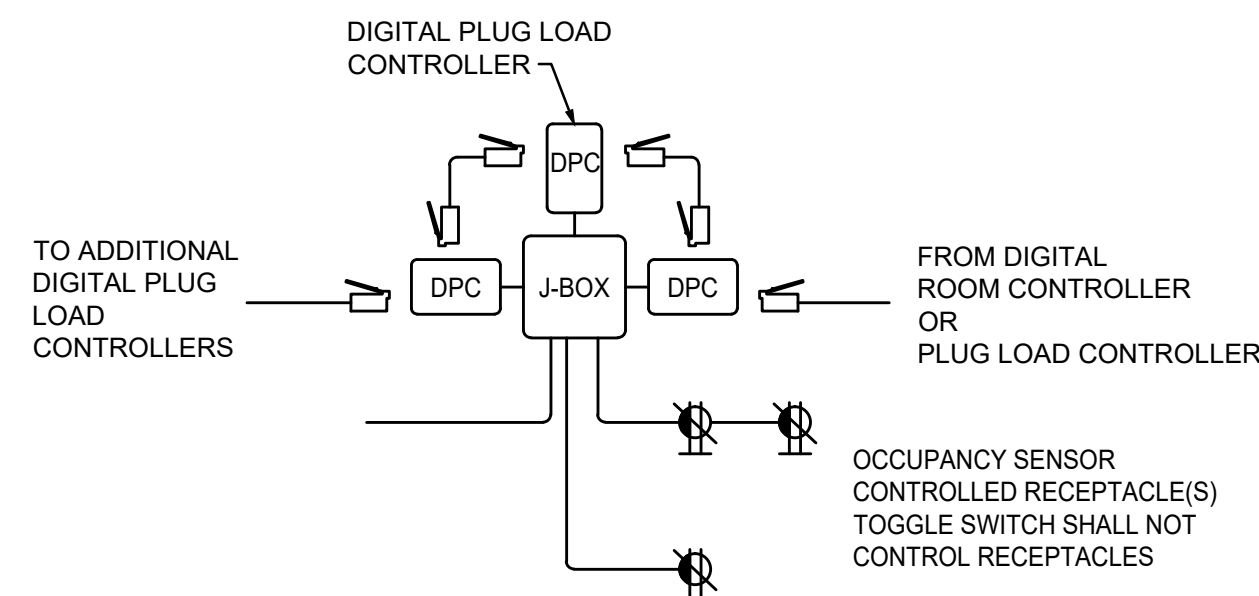 DIGITAL PLUG LOAD
CONTROLLER
DPC
TO ADDITIONAL
DIGITAL PLUG
LOAD
CONTROLLERS
DPC
J-BOX
DPC
FROM DIGITAL
ROOM CONTROLLER
OR
PLUG LOAD CONTROLLER
OCCUPANCY SENSOR
CONTROLLED RECEPTACLE(S)
TOGGLE SWITCH SHALL NOT
CONTROL RECEPTACLES